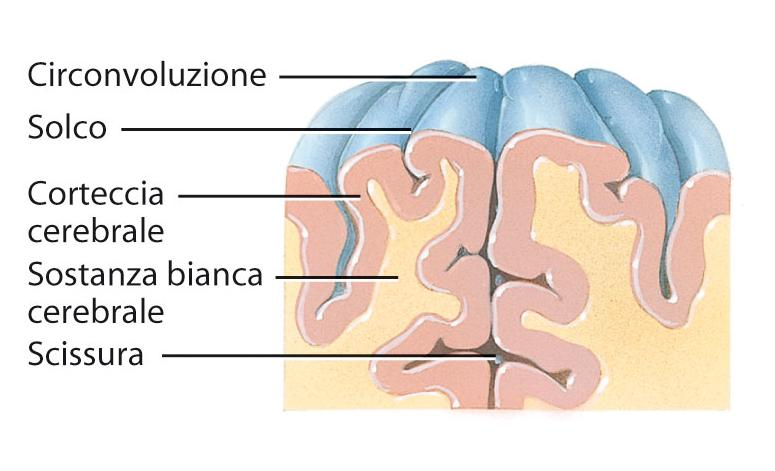 Circonvoluzione
Solco
Corteccia
cerebrale
Sostanza bianca
cerebrale
Scissura